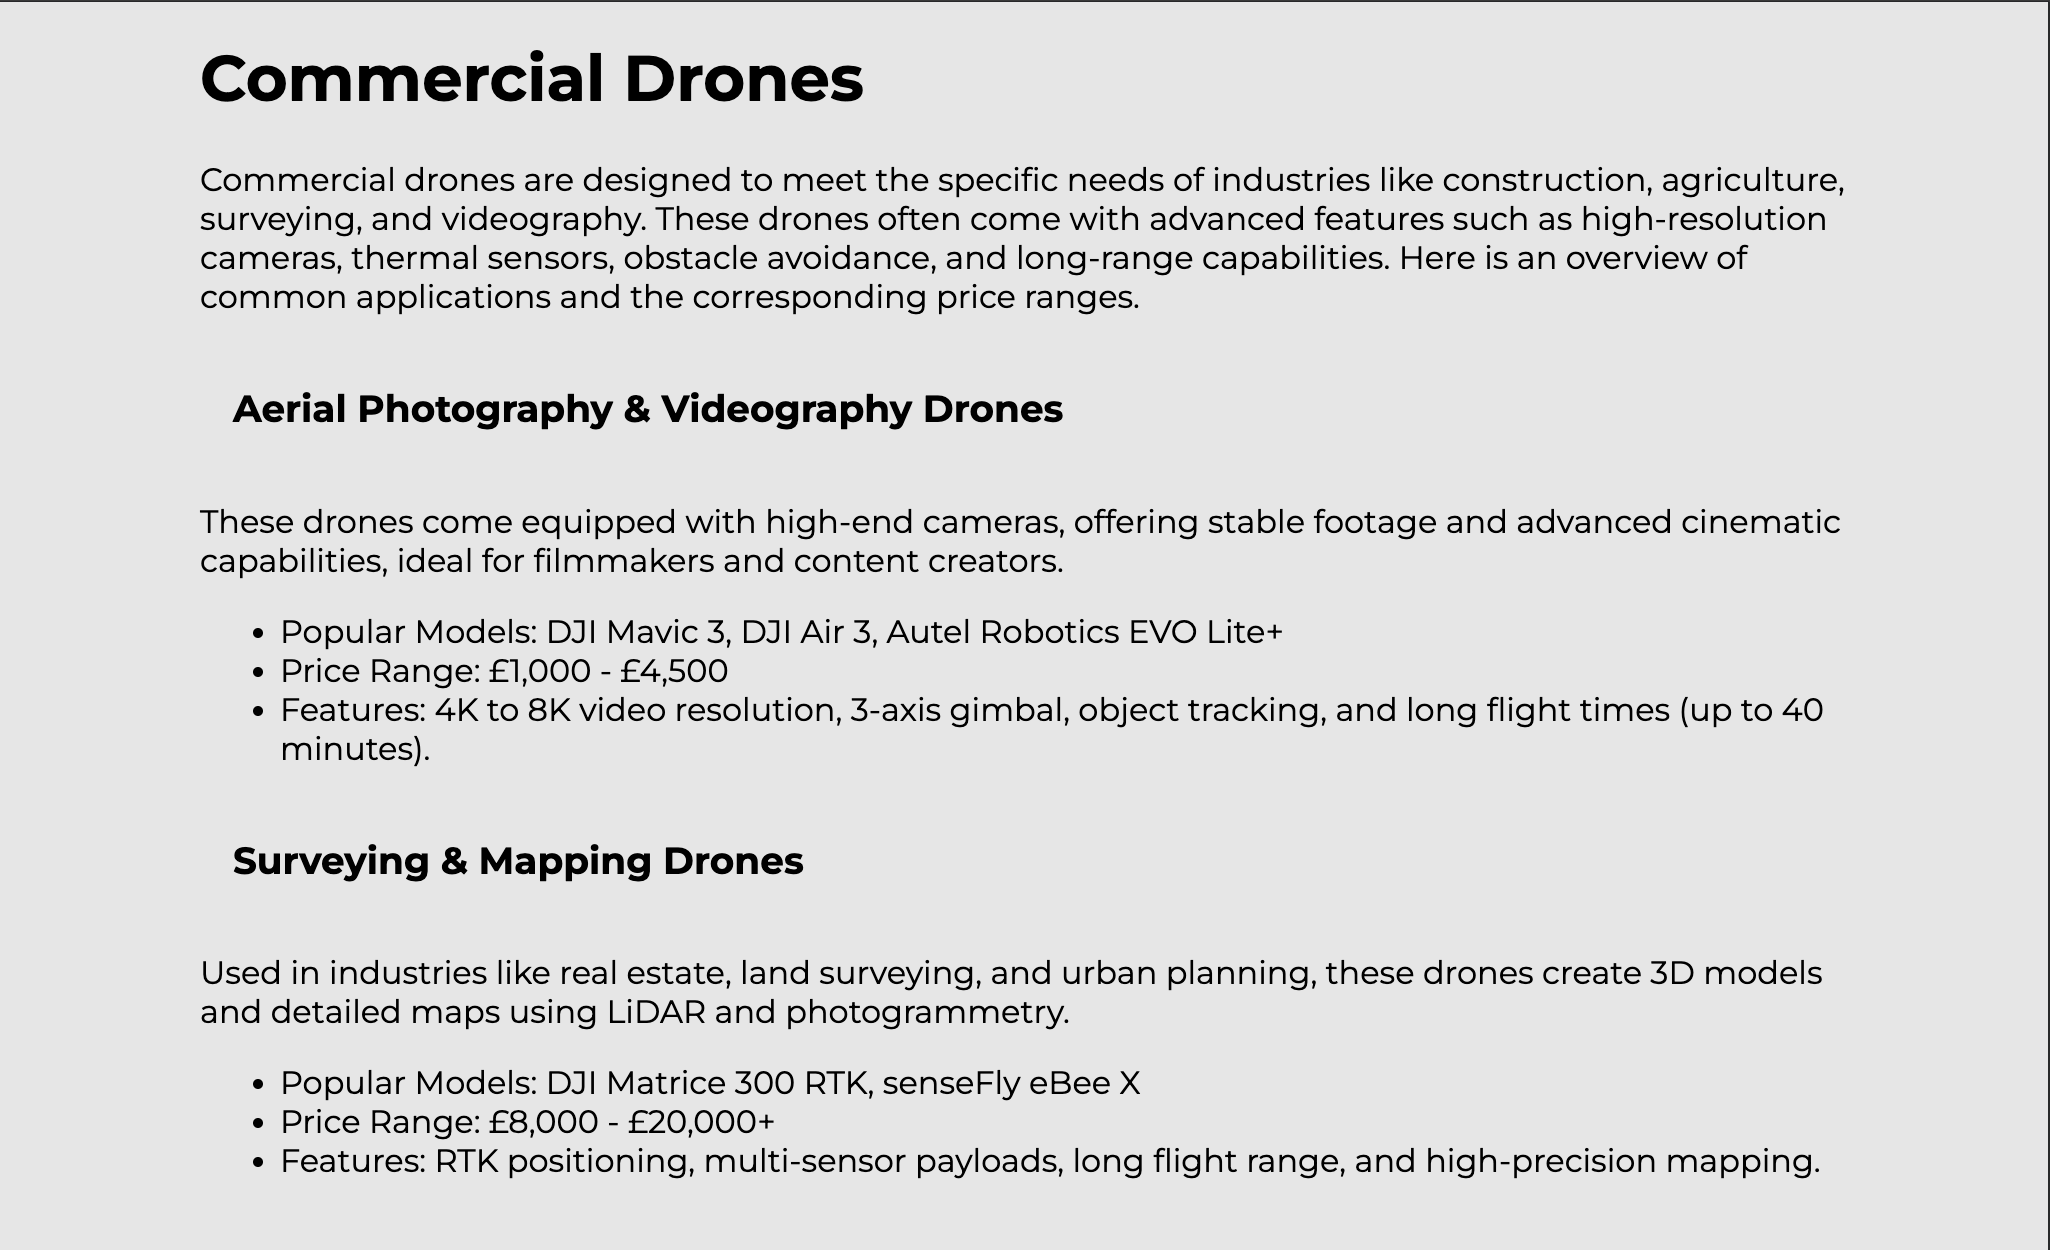 Commercial Drones
Commercial drones are designed to meet the specific needs of industries like construction, agriculture,
surveying, and videography. These drones often come with advanced features such as high-resolution
cameras, thermal sensors, obstacle avoidance, and long-range capabilities. Here is an overview of
common applications and the corresponding price ranges.
Aerial Photography & Videography Drones
These drones come equipped with high-end cameras, offering stable footage and advanced cinematic
capabilities, ideal for filmmakers and content creators.
• Popular Models: DJI Mavic 3, DJI Air 3, Autel Robotics EVO Lite+
• Price Range: £1,000 - £4,500
• Features: 4K to 8K video resolution, 3-axis gimbal, object tracking, and long flight times (up to 40
minutes).
Surveying & Mapping Drones
Used in industries like real estate, land surveying, and urban planning, these drones create 3D models
and detailed maps using LiDAR and photogrammetry.
• Popular Models: DJI Matrice 300 RTK, senseFly eBee X
• Price Range: £8,000 - £20,000+
• Features: RTK positioning, multi-sensor payloads, long flight range, and high-precision mapping.